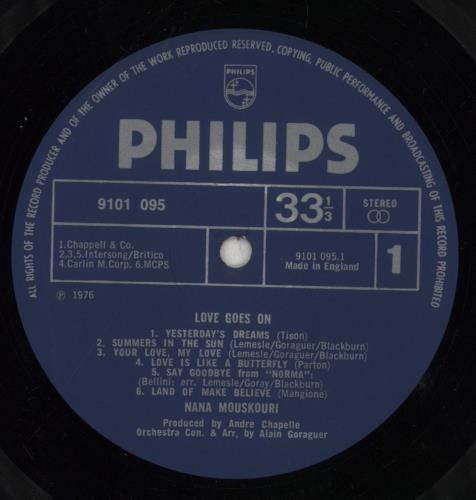 ALL RIGHTS OF THE RECORD PRODUCER AND OF THE OWNER OF THE WORK REPRODUCED RESERVED. COPYING, PUBLIC PERFORMANCE AND BROADCASTING OF THIS RECORD PROHIBITED
PHILIPS
PHILIPS
9101 095
33 1/3
STEREO
1.Chappell & Co.
2,3,5.Intersong/Britico
4.Carlin M.Corp. 6.MCPS
9101 095.1
Made in England
1
℗ 1976
LOVE GOES ON
1. YESTERDAY'S DREAMS (Tison)
2. SUMMERS IN THE SUN (Lemesle/Goraguer/Blackburn)
3. YOUR LOVE, MY LOVE (Lemesle/Goraguer/Blackburn)
4. LOVE IS LIKE A BUTTERFLY (Parton)
5. SAY GOODBYE from "NORMA":
(Bellini: arr. Lemesle/Goray/Blackburn)
6. LAND OF MAKE BELIEVE (Mangione)
NANA MOUSKOURI
Produced by Andre Chapelle
Orchestra Con. & Arr, by Alain Goraguer